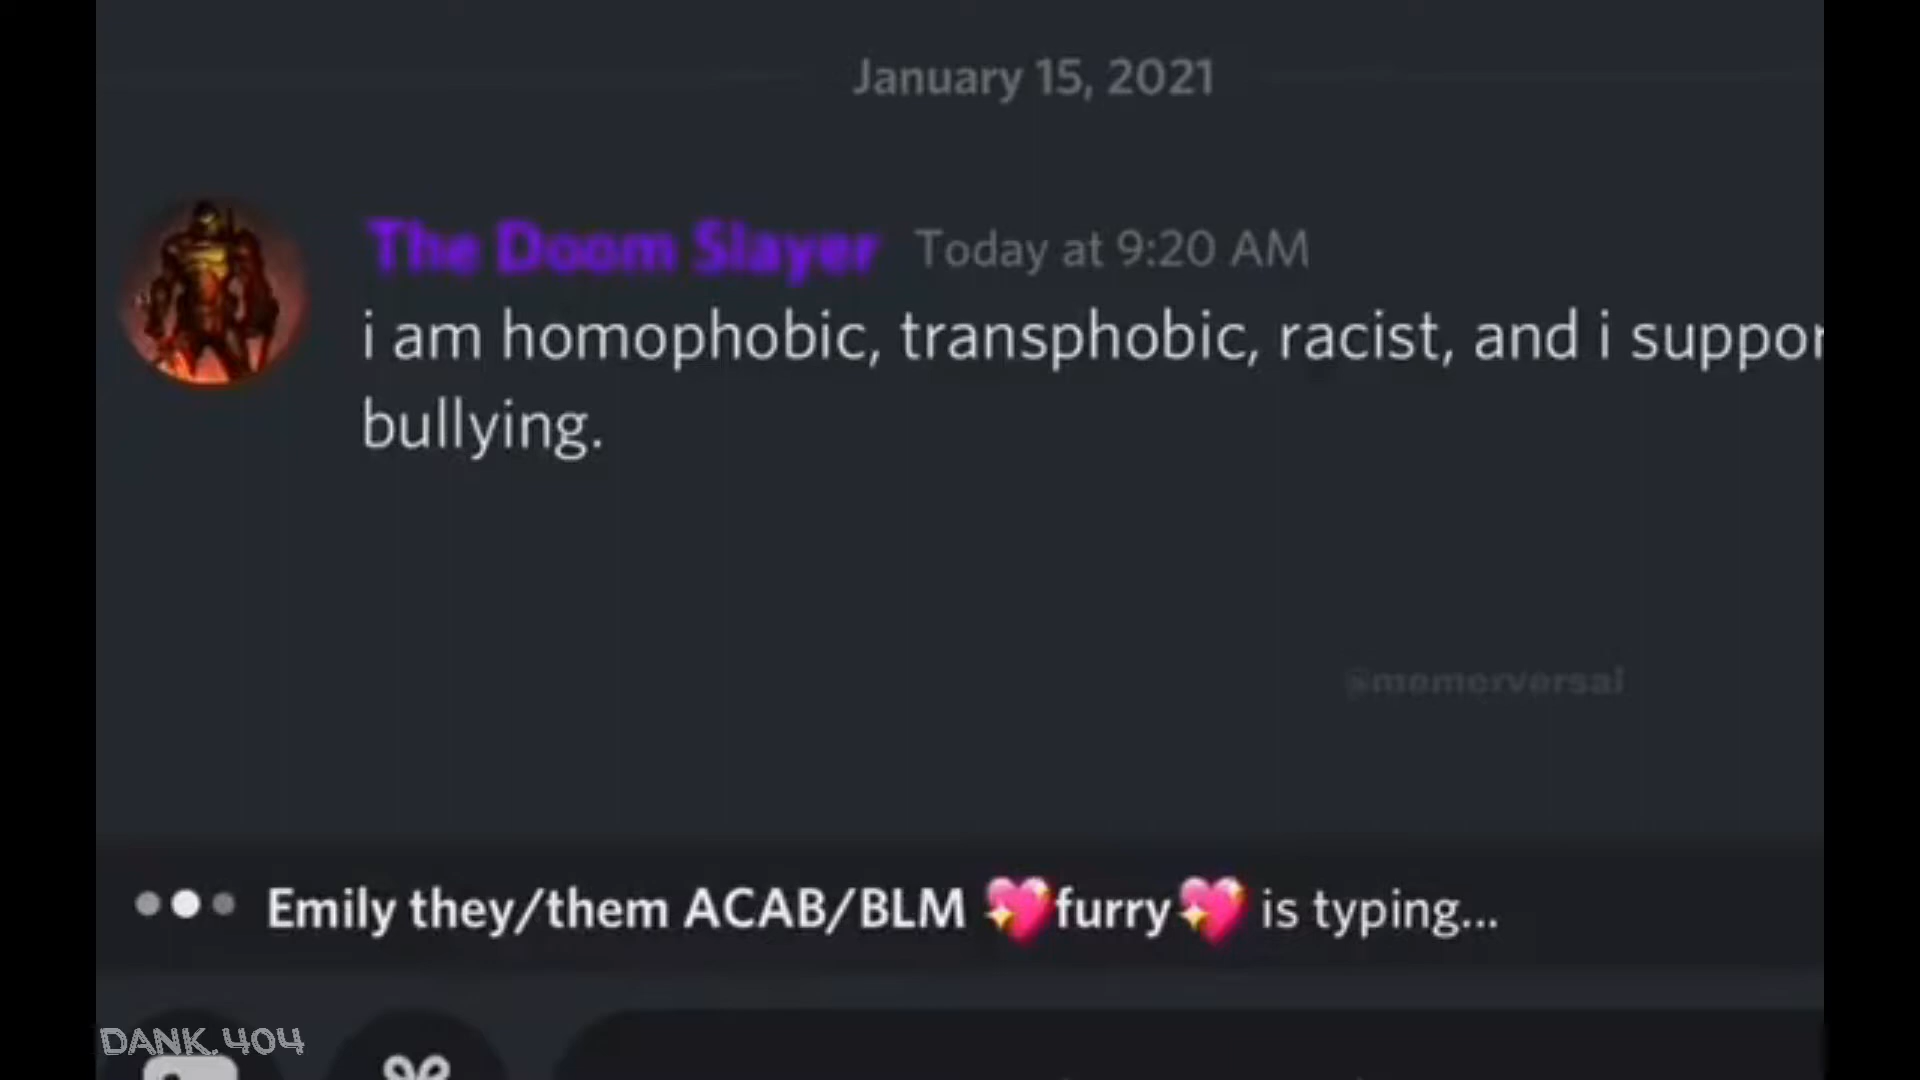 January 15, 2021
The Doom Slayer Today at 9:20 AM
i am homophobic, transphobic, racist, and i suppor
bullying.
@memerversal
Emily they/them ACAB/BLM 💖furry💖 is typing...
DANK.404